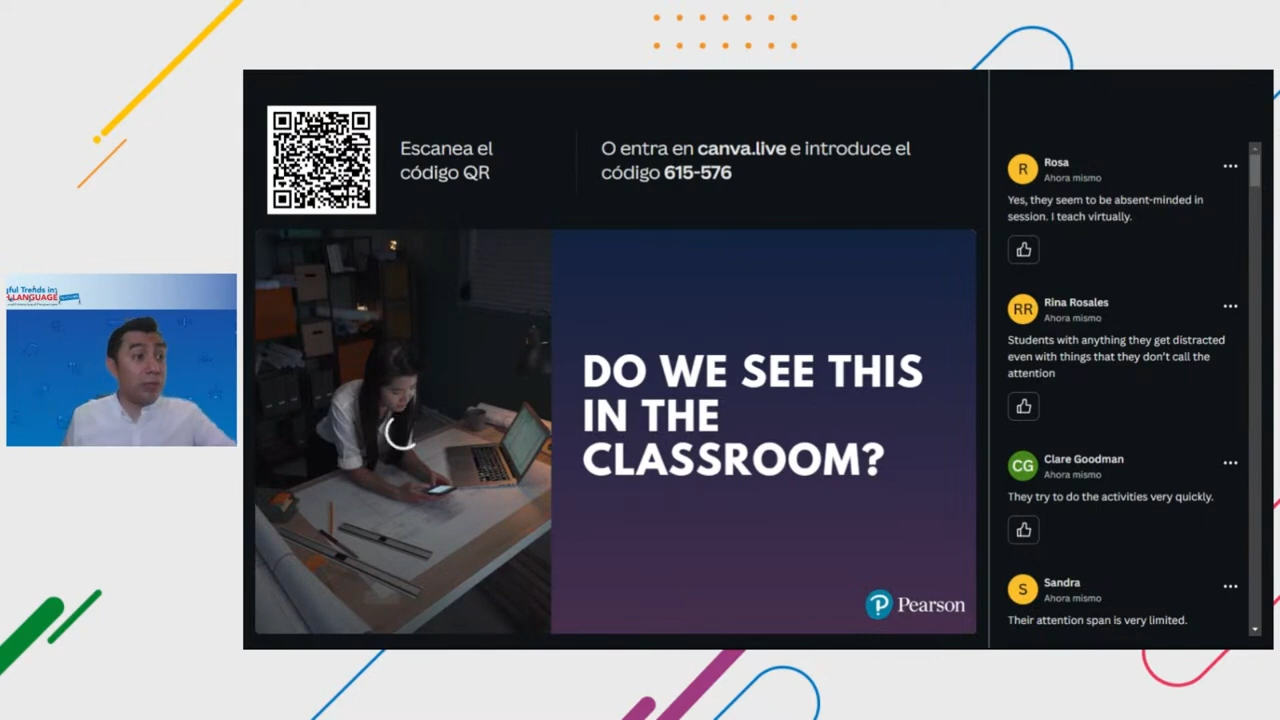 Escanea el
código QR
O entra en canva.live e introduce el
código 615-576
DO WE SEE THIS
IN THE
CLASSROOM?
Pearson
R
Rosa
Ahora mismo
Yes, they seem to be absent-minded in
session. I teach virtually.
RR
Rina Rosales
Ahora mismo
Students with anything they get distracted
even with things that they don't call the
attention
CG
Clare Goodman
Ahora mismo
They try to do the activities very quickly.
S
Sandra
Ahora mismo
Their attention span is very limited.
ful Trends in
LANGUAGE